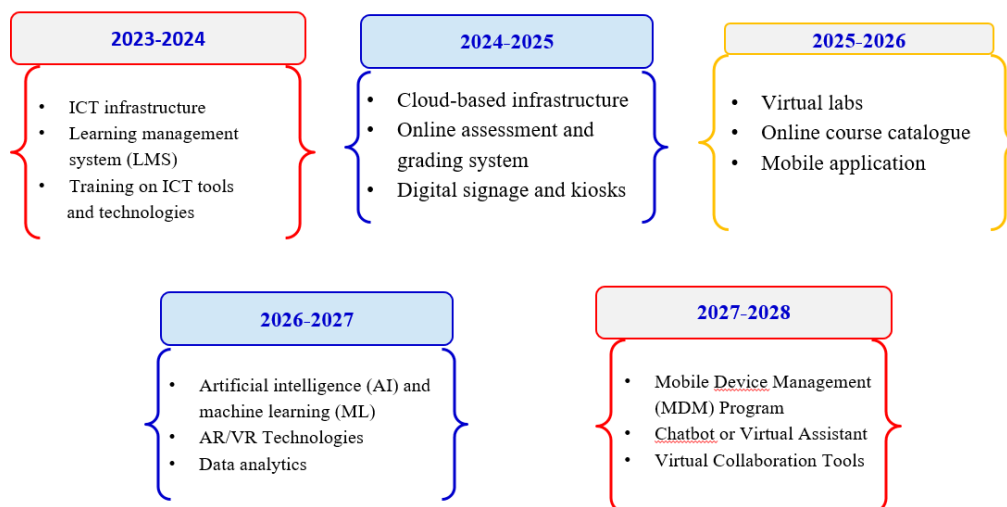 2023-2024
• ICT infrastructure
• Learning management
system (LMS)
• Training on ICT tools
and technologies
2024-2025
• Cloud-based infrastructure
• Online assessment and
grading system
• Digital signage and kiosks
2025-2026
• Virtual labs
• Online course catalogue
• Mobile application
2026-2027
• Artificial intelligence (AI) and
machine learning (ML)
• AR/VR Technologies
• Data analytics
2027-2028
• Mobile Device Management
(MDM) Program
• Chatbot or Virtual Assistant
• Virtual Collaboration Tools